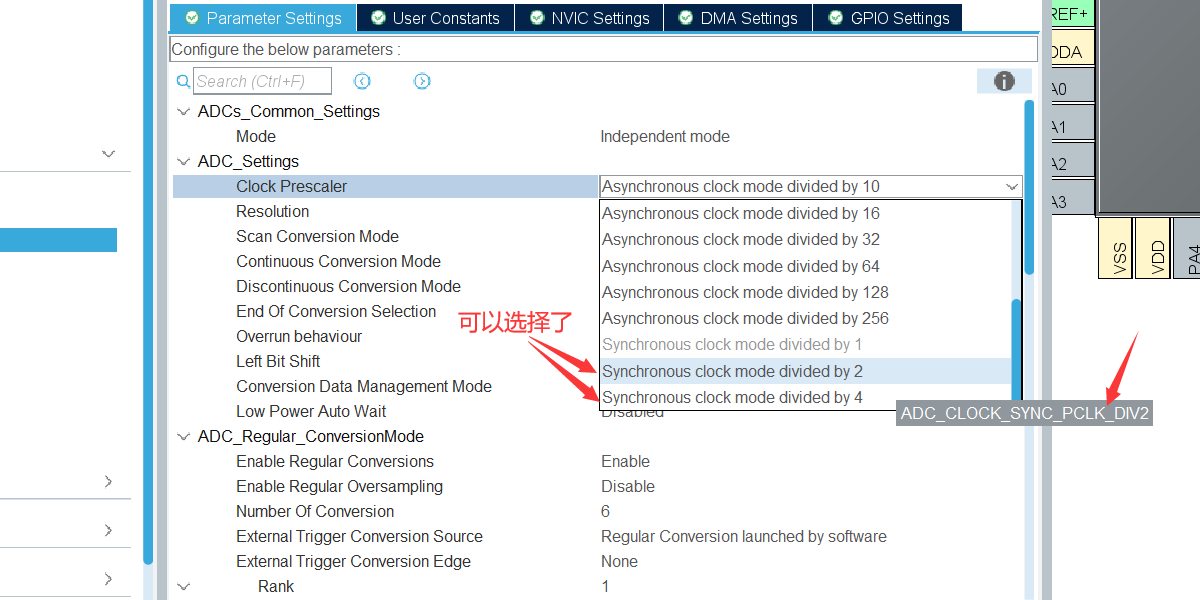 Parameter Settings User Constants NVIC Settings DMA Settings GPIO Settings
Configure the below parameters :
Search (Ctrl+F)
ADCs_Common_Settings
Mode Independent mode
ADC_Settings
Clock Prescaler Asynchronous clock mode divided by 10
Resolution Asynchronous clock mode divided by 16
Scan Conversion Mode Asynchronous clock mode divided by 32
Continuous Conversion Mode Asynchronous clock mode divided by 64
Discontinuous Conversion Mode Asynchronous clock mode divided by 128
End Of Conversion Selection Asynchronous clock mode divided by 256
可以选择了
Overrun behaviour Synchronous clock mode divided by 1
Left Bit Shift Synchronous clock mode divided by 2
Conversion Data Management Mode Synchronous clock mode divided by 4
Low Power Auto Wait Disabled
ADC_CLOCK_SYNC_PCLK_DIV2
ADC_Regular_ConversionMode
Enable Regular Conversions Enable
Enable Regular Oversampling Disable
Number Of Conversion 6
External Trigger Conversion Source Regular Conversion launched by software
External Trigger Conversion Edge None
Rank 1
REF+
DDA
A0
A1
A2
A3
VSS
VDD
PA4